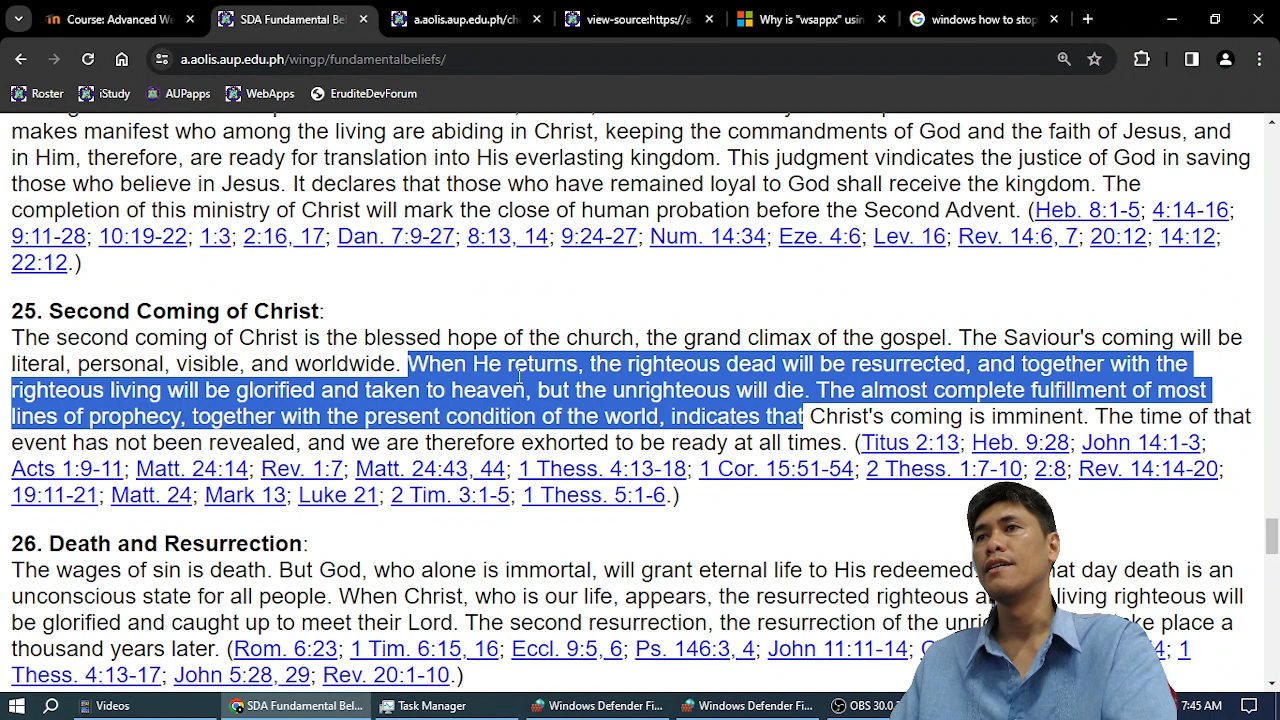 Course: Advanced We
SDA Fundamental Bel
a.aolis.aup.edu.ph/ch
view-source:https://a.
Why is "wsappx" usin
windows how to stop
a.aolis.aup.edu.ph/wingp/fundamentalbeliefs/
Roster
iStudy
AUPapps
WebApps
EruditeDevForum
makes manifest who among the living are abiding in Christ, keeping the commandments of God and the faith of Jesus, and
in Him, therefore, are ready for translation into His everlasting kingdom. This judgment vindicates the justice of God in saving
those who believe in Jesus. It declares that those who have remained loyal to God shall receive the kingdom. The
completion of this ministry of Christ will mark the close of human probation before the Second Advent. (Heb. 8:1-5; 4:14-16;
9:11-28; 10:19-22; 1:3; 2:16, 17; Dan. 7:9-27; 8:13, 14; 9:24-27; Num. 14:34; Eze. 4:6; Lev. 16; Rev. 14:6, 7; 20:12; 14:12;
22:12.)
25. Second Coming of Christ:
The second coming of Christ is the blessed hope of the church, the grand climax of the gospel. The Saviour's coming will be
literal, personal, visible, and worldwide. When He returns, the righteous dead will be resurrected, and together with the
righteous living will be glorified and taken to heaven, but the unrighteous will die. The almost complete fulfillment of most
lines of prophecy, together with the present condition of the world, indicates that Christ's coming is imminent. The time of that
event has not been revealed, and we are therefore exhorted to be ready at all times. (Titus 2:13; Heb. 9:28; John 14:1-3;
Acts 1:9-11; Matt. 24:14; Rev. 1:7; Matt. 24:43, 44; 1 Thess. 4:13-18; 1 Cor. 15:51-54; 2 Thess. 1:7-10; 2:8; Rev. 14:14-20;
19:11-21; Matt. 24; Mark 13; Luke 21; 2 Tim. 3:1-5; 1 Thess. 5:1-6.)
26. Death and Resurrection:
The wages of sin is death. But God, who alone is immortal, will grant eternal life to His redeemed. day death is an
unconscious state for all people. When Christ, who is our life, appears, the resurrected righteous living righteous will
be glorified and caught up to meet their Lord. The second resurrection, the resurrection of the place a
thousand years later. (Rom. 6:23; 1 Tim. 6:15, 16; Eccl. 9:5, 6; Ps. 146:3, 4; John 11:11-14; 1
Thess. 4:13-17; John 5:28, 29; Rev. 20:1-10.)
Videos
SDA Fundamental Bel...
Task Manager
Windows Defender Fi...
Windows Defender Fi...
OBS 30.0
7:45 AM